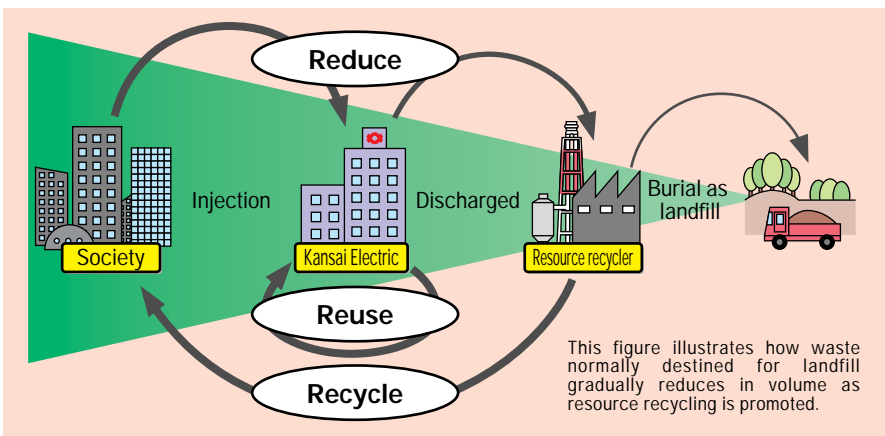 Reduce
Injection
Discharged
Burial as
landfill
Society
Kansai Electric
Resource recycler
Reuse
Recycle
This figure illustrates how waste
normally destined for landfill
gradually reduces in volume as
resource recycling is promoted.